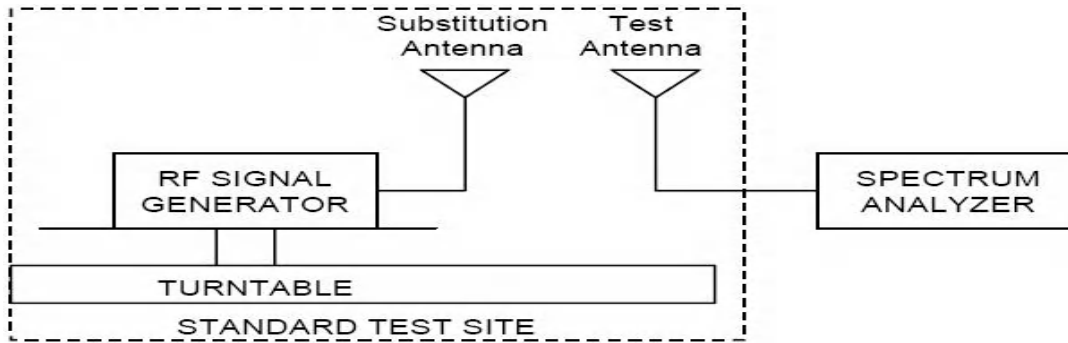 Substitution
Antenna
Test
Antenna
RF SIGNAL
GENERATOR
SPECTRUM
ANALYZER
TURNTABLE
STANDARD TEST SITE